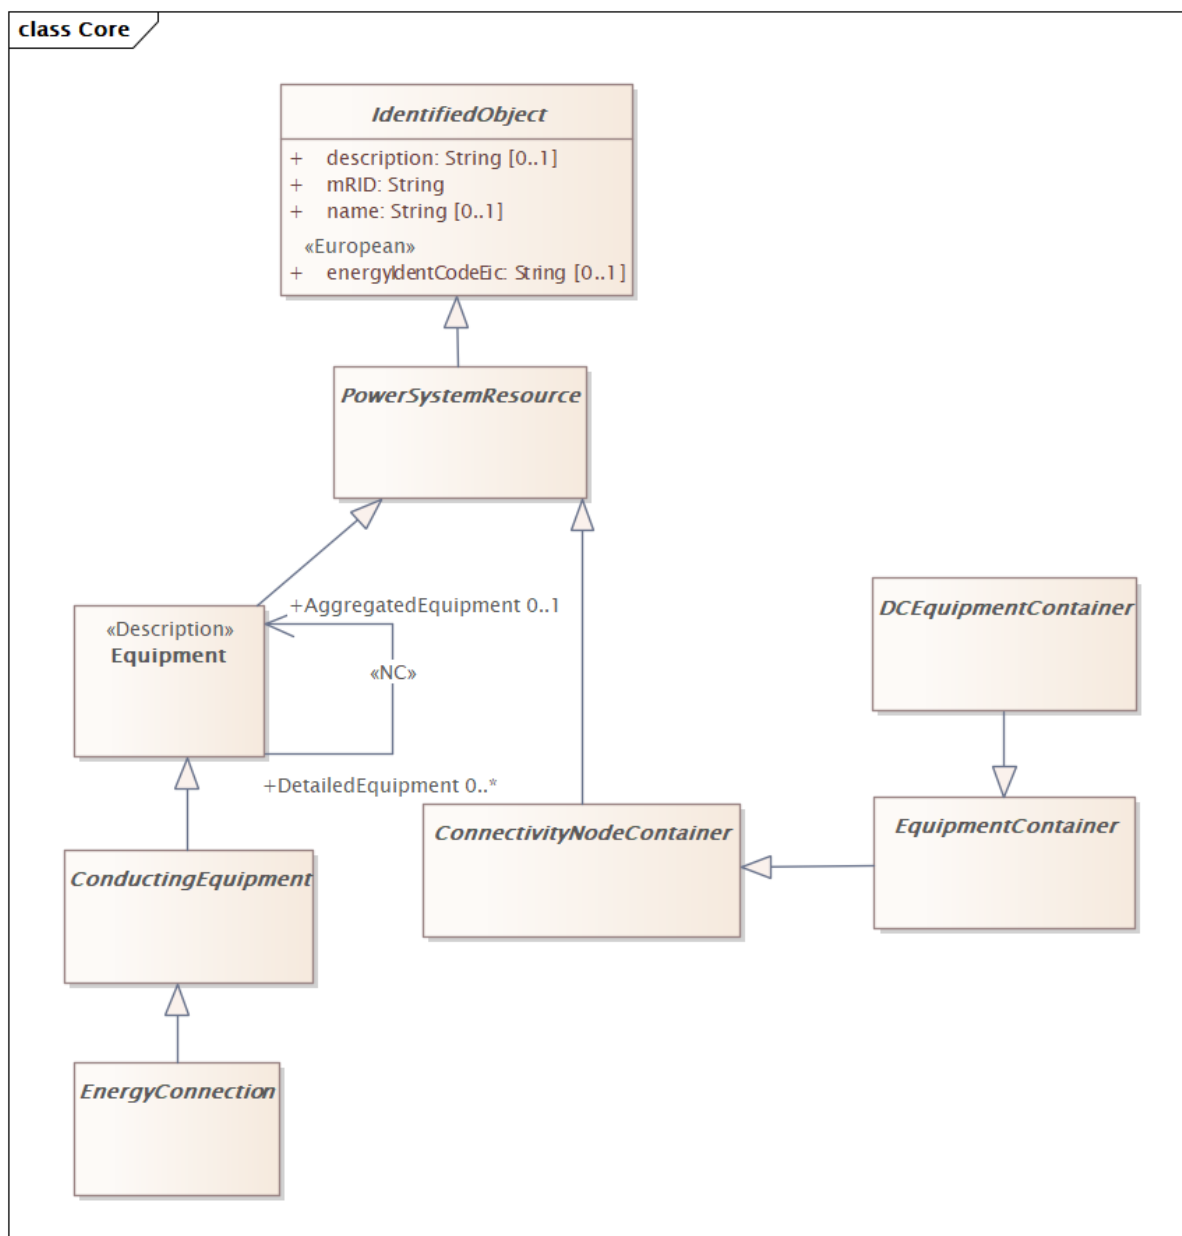 class Core
IdentifiedObject
+ description: String [0..1]
+ mRID: String
+ name: String [0..1]
«European»
+ energyIdentCodeEic: String [0..1]
PowerSystemResource
+AggregatedEquipment 0..1
«Description»
Equipment
«NC»
+DetailedEquipment 0..*
DCEquipmentContainer
ConnectivityNodeContainer
EquipmentContainer
ConductingEquipment
EnergyConnection